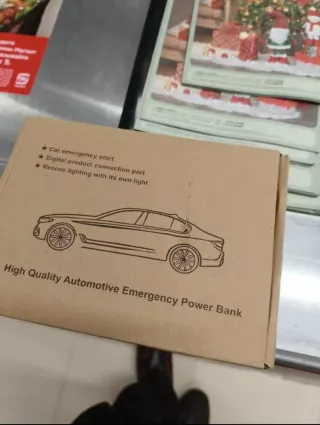 ★ Car emergency start
★ Digital product connection port
★ Rescue lighting with its own light
High Quality Automotive Emergency Power Bank